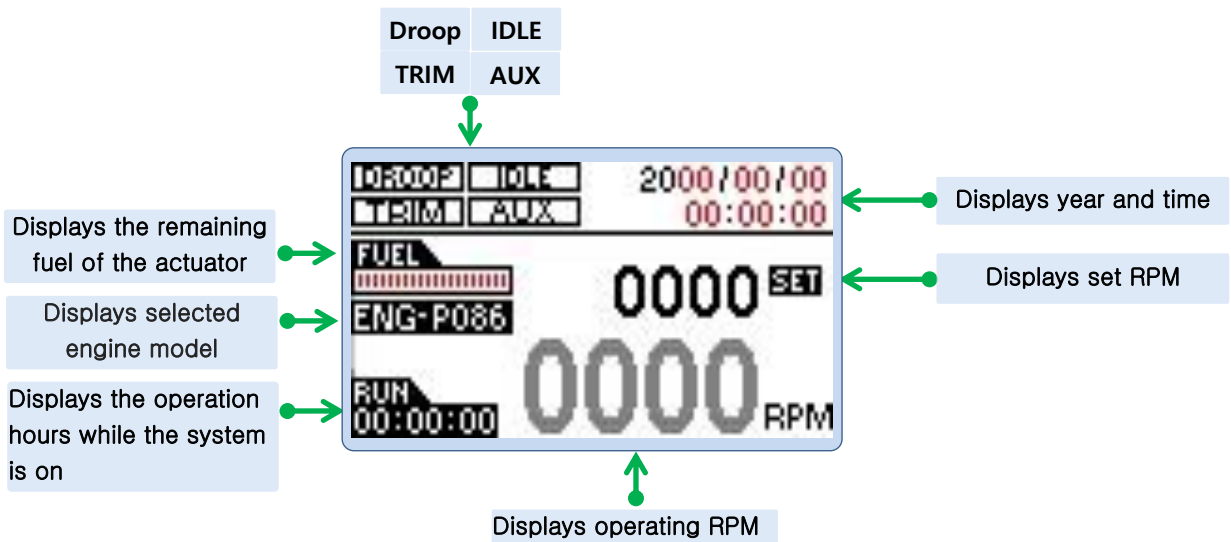 Droop IDLE
TRIM AUX
DROOP IDLE 2000/00/00
TRIM AUX 00:00:00
Displays year and time
Displays the remaining
fuel of the actuator
FUEL
0000 SET
Displays set RPM
Displays selected
engine model
ENG-P086
Displays the operation
hours while the system
is on
RUN
00:00:00
0000 RPM
Displays operating RPM